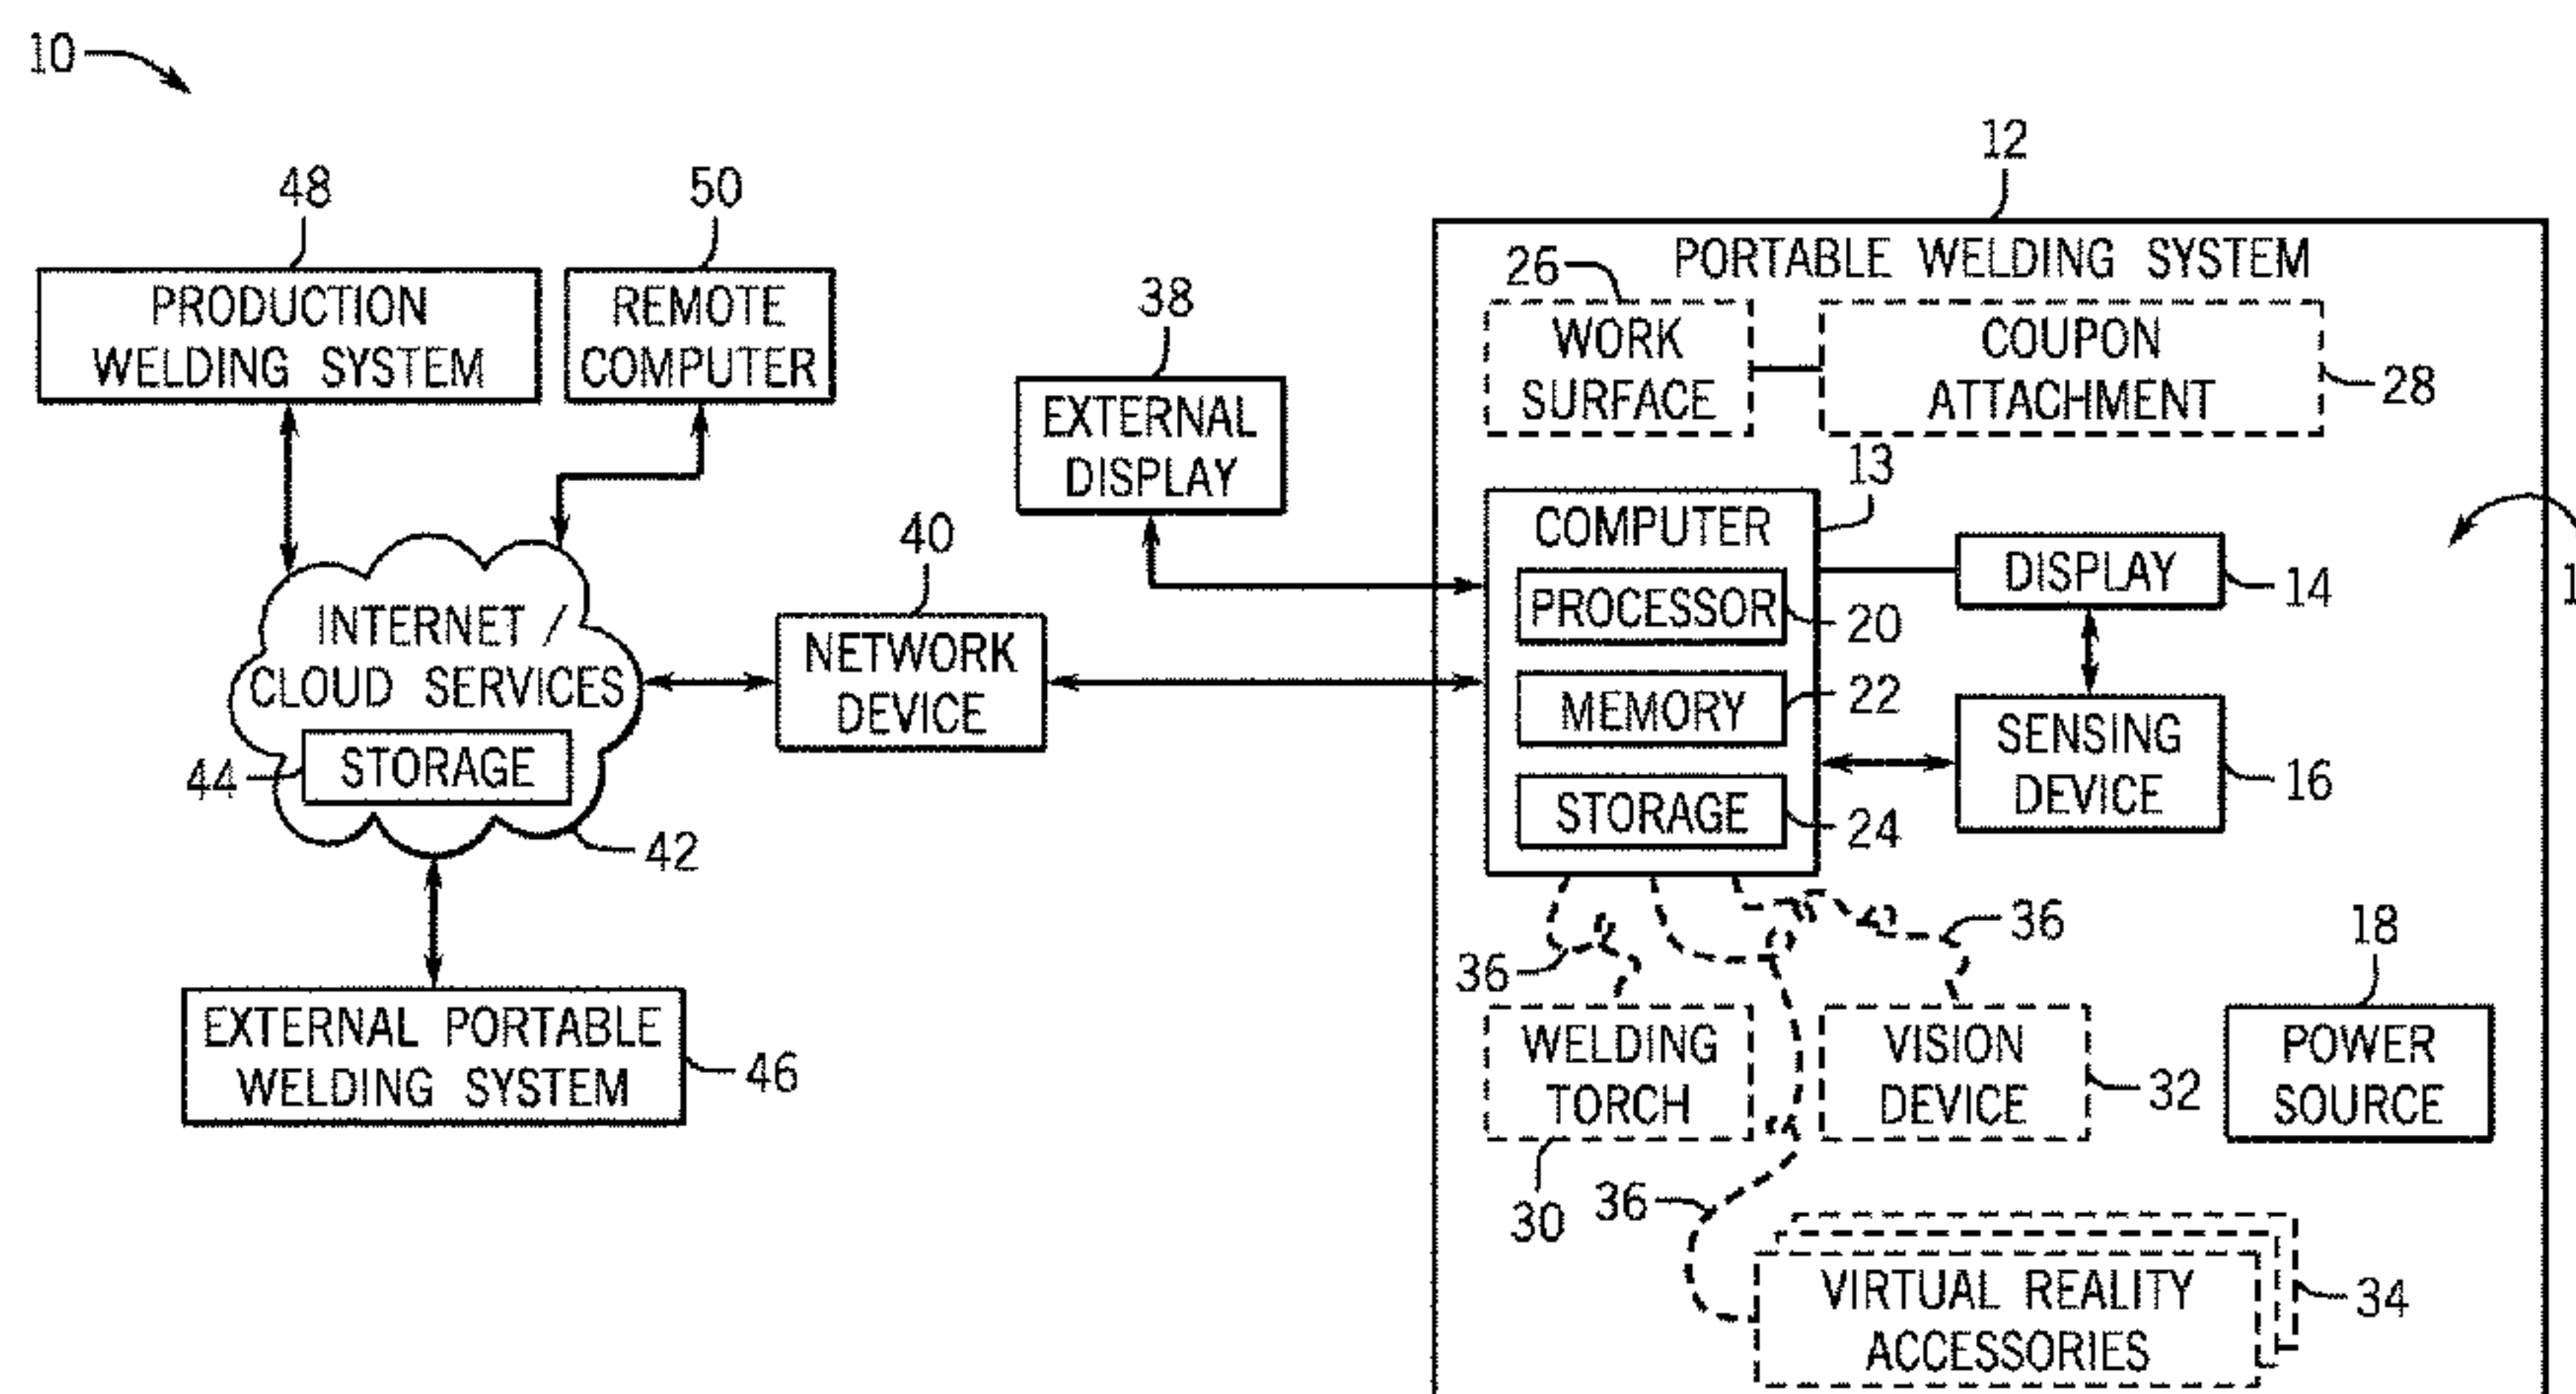 10
12
48
50
PORTABLE WELDING SYSTEM
26
38
PRODUCTION
WELDING SYSTEM
REMOTE
COMPUTER
WORK
SURFACE
COUPON
ATTACHMENT
28
EXTERNAL
DISPLAY
13
40
COMPUTER
DISPLAY
14
PROCESSOR
20
INTERNET /
CLOUD SERVICES
NETWORK
DEVICE
MEMORY
22
SENSING
DEVICE
16
44
STORAGE
STORAGE
24
42
36
36
18
EXTERNAL PORTABLE
WELDING SYSTEM
46
WELDING
TORCH
VISION
DEVICE
32
POWER
SOURCE
30
36
VIRTUAL REALITY
ACCESSORIES
34